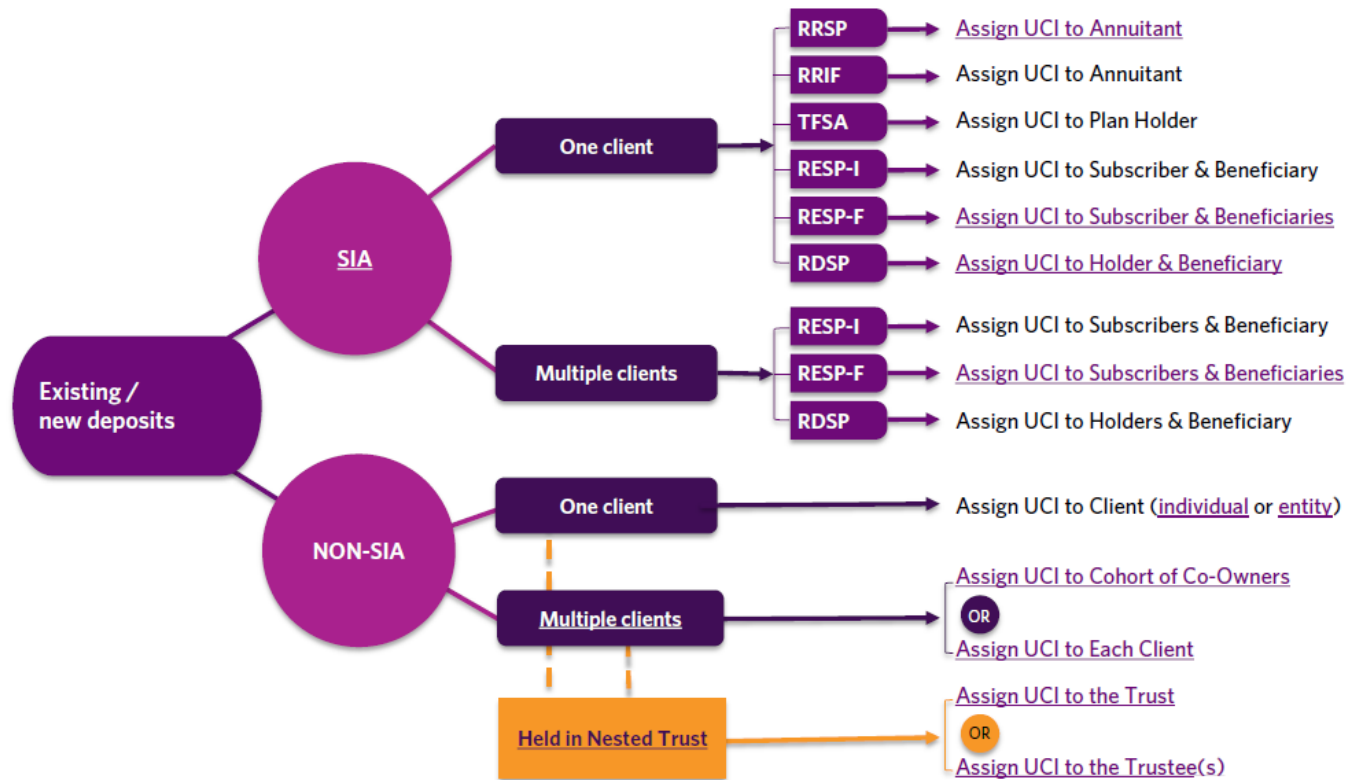 Existing /
new deposits
SIA
One client
RRSP
Assign UCI to Annuitant
RRIF
Assign UCI to Annuitant
TFSA
Assign UCI to Plan Holder
RESP-I
Assign UCI to Subscriber & Beneficiary
RESP-F
Assign UCI to Subscriber & Beneficiaries
RDSP
Assign UCI to Holder & Beneficiary
Multiple clients
RESP-I
Assign UCI to Subscribers & Beneficiary
RESP-F
Assign UCI to Subscribers & Beneficiaries
RDSP
Assign UCI to Holders & Beneficiary
NON-SIA
One client
Assign UCI to Client (individual or entity)
Multiple clients
Assign UCI to Cohort of Co-Owners
OR
Assign UCI to Each Client
Held in Nested Trust
Assign UCI to the Trust
OR
Assign UCI to the Trustee(s)